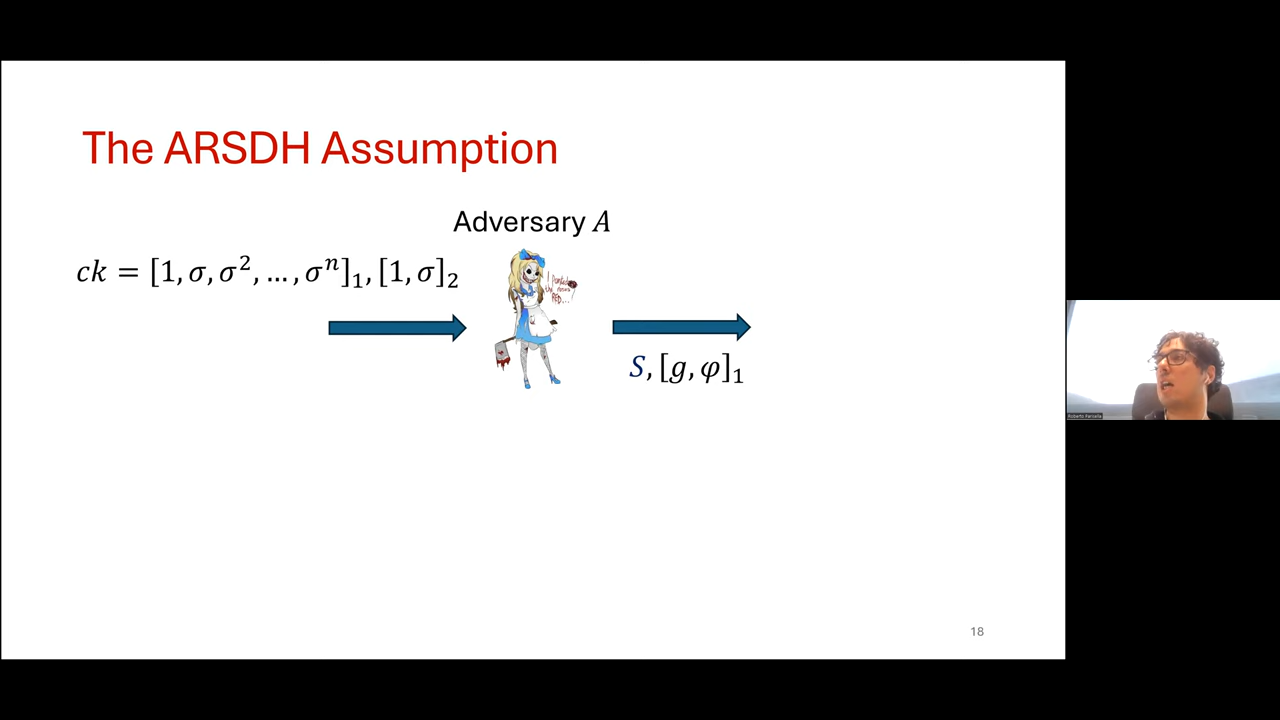 The ARSDH Assumption
Adversary A
ck = [1, σ, σ², …, σⁿ]₁, [1, σ]₂
S, [g, φ]₁
18